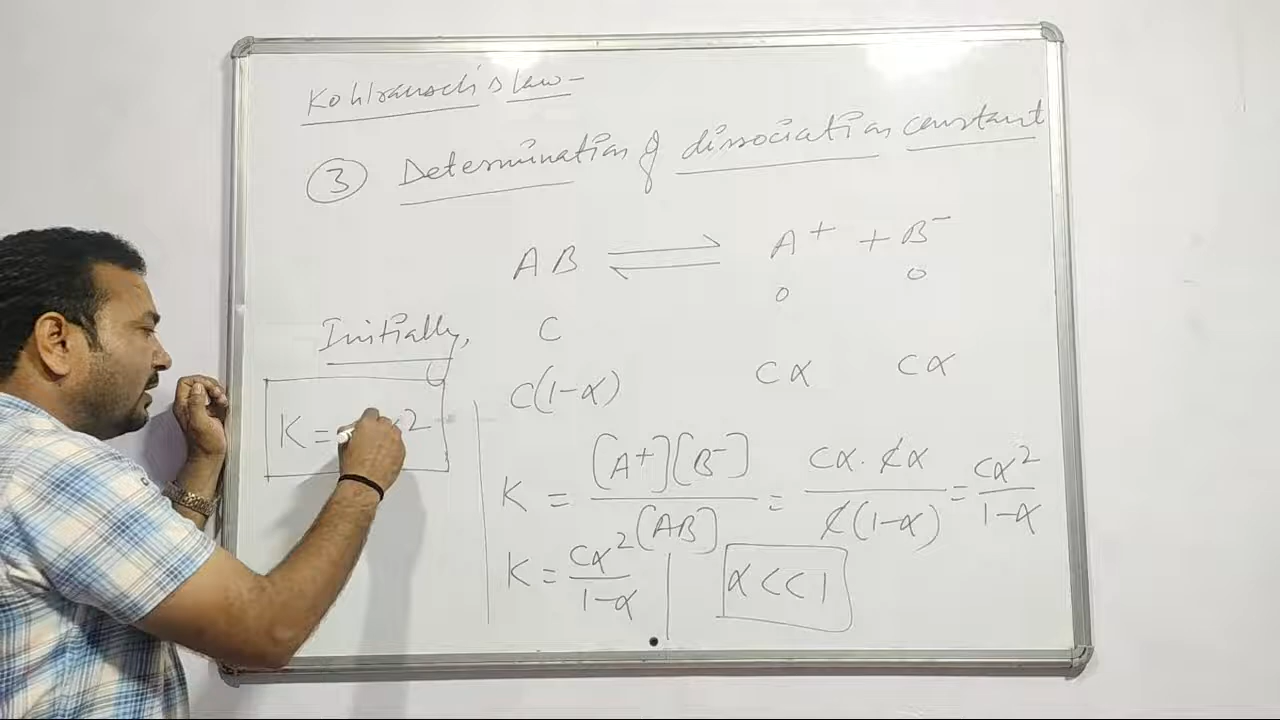 Kohlrausch's law-
③ Determination of dissociation constant
AB ⇌ A⁺ + B⁻
0 0
Initially, C
C(1-α) Cα Cα
K = α²
K = [A⁺][B⁻] / [AB] = Cα·Cα / C(1-α) = Cα² / 1-α
K = Cα² / 1-α
α << 1